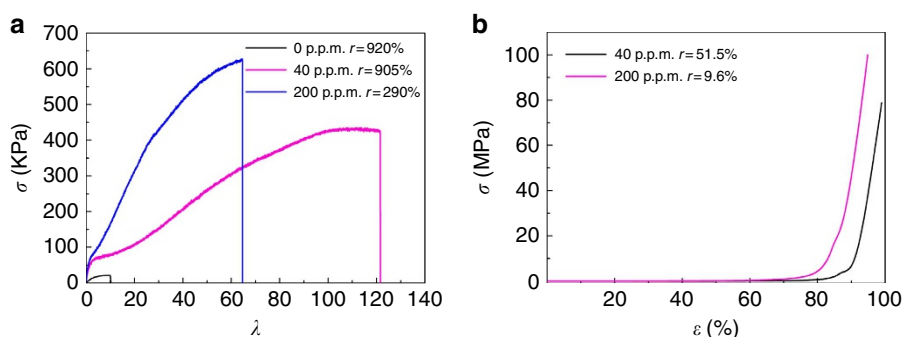 a
0 p.p.m. r=920%
40 p.p.m. r=905%
200 p.p.m. r=290%
700
600
500
400
300
200
100
0
σ (KPa)
0 20 40 60 80 100 120 140
λ
b
40 p.p.m. r=51.5%
200 p.p.m. r=9.6%
100
80
60
40
20
0
σ (MPa)
20 40 60 80 100
ε (%)